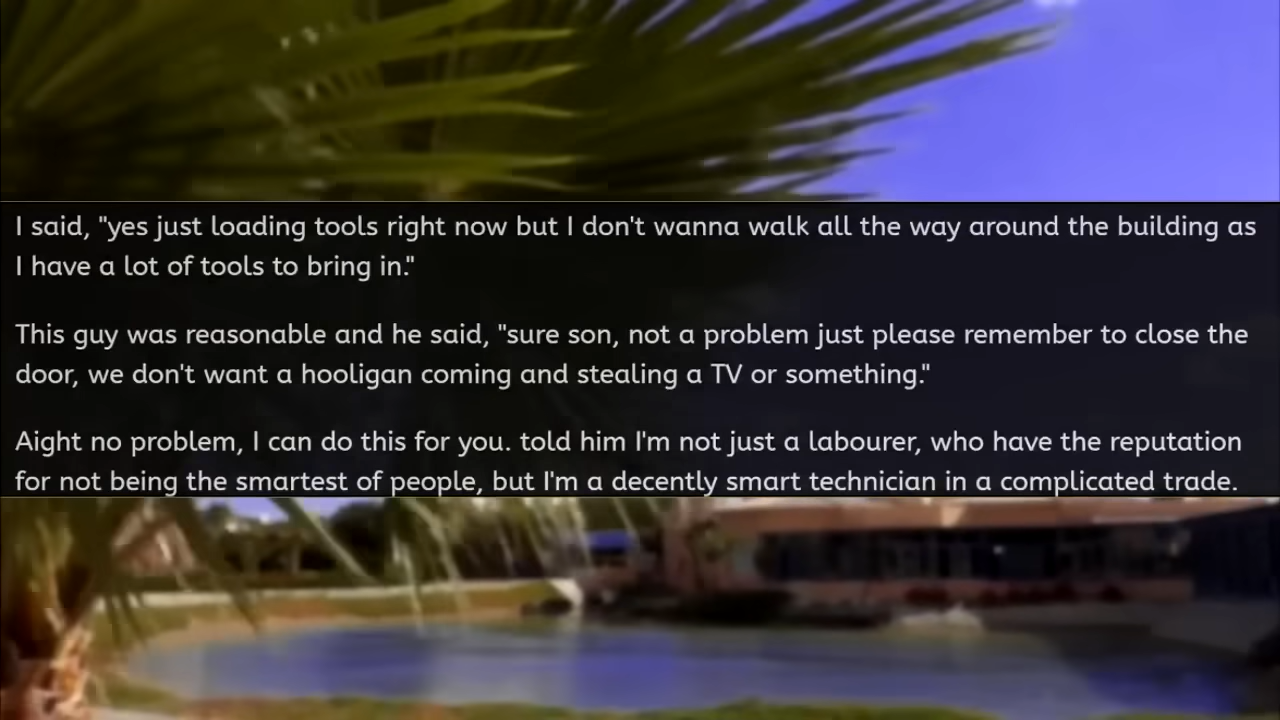 I said, "yes just loading tools right now but I don't wanna walk all the way around the building as
I have a lot of tools to bring in."
This guy was reasonable and he said, "sure son, not a problem just please remember to close the
door, we don't want a hooligan coming and stealing a TV or something."
Aight no problem, I can do this for you. told him I'm not just a labourer, who have the reputation
for not being the smartest of people, but I'm a decently smart technician in a complicated trade.